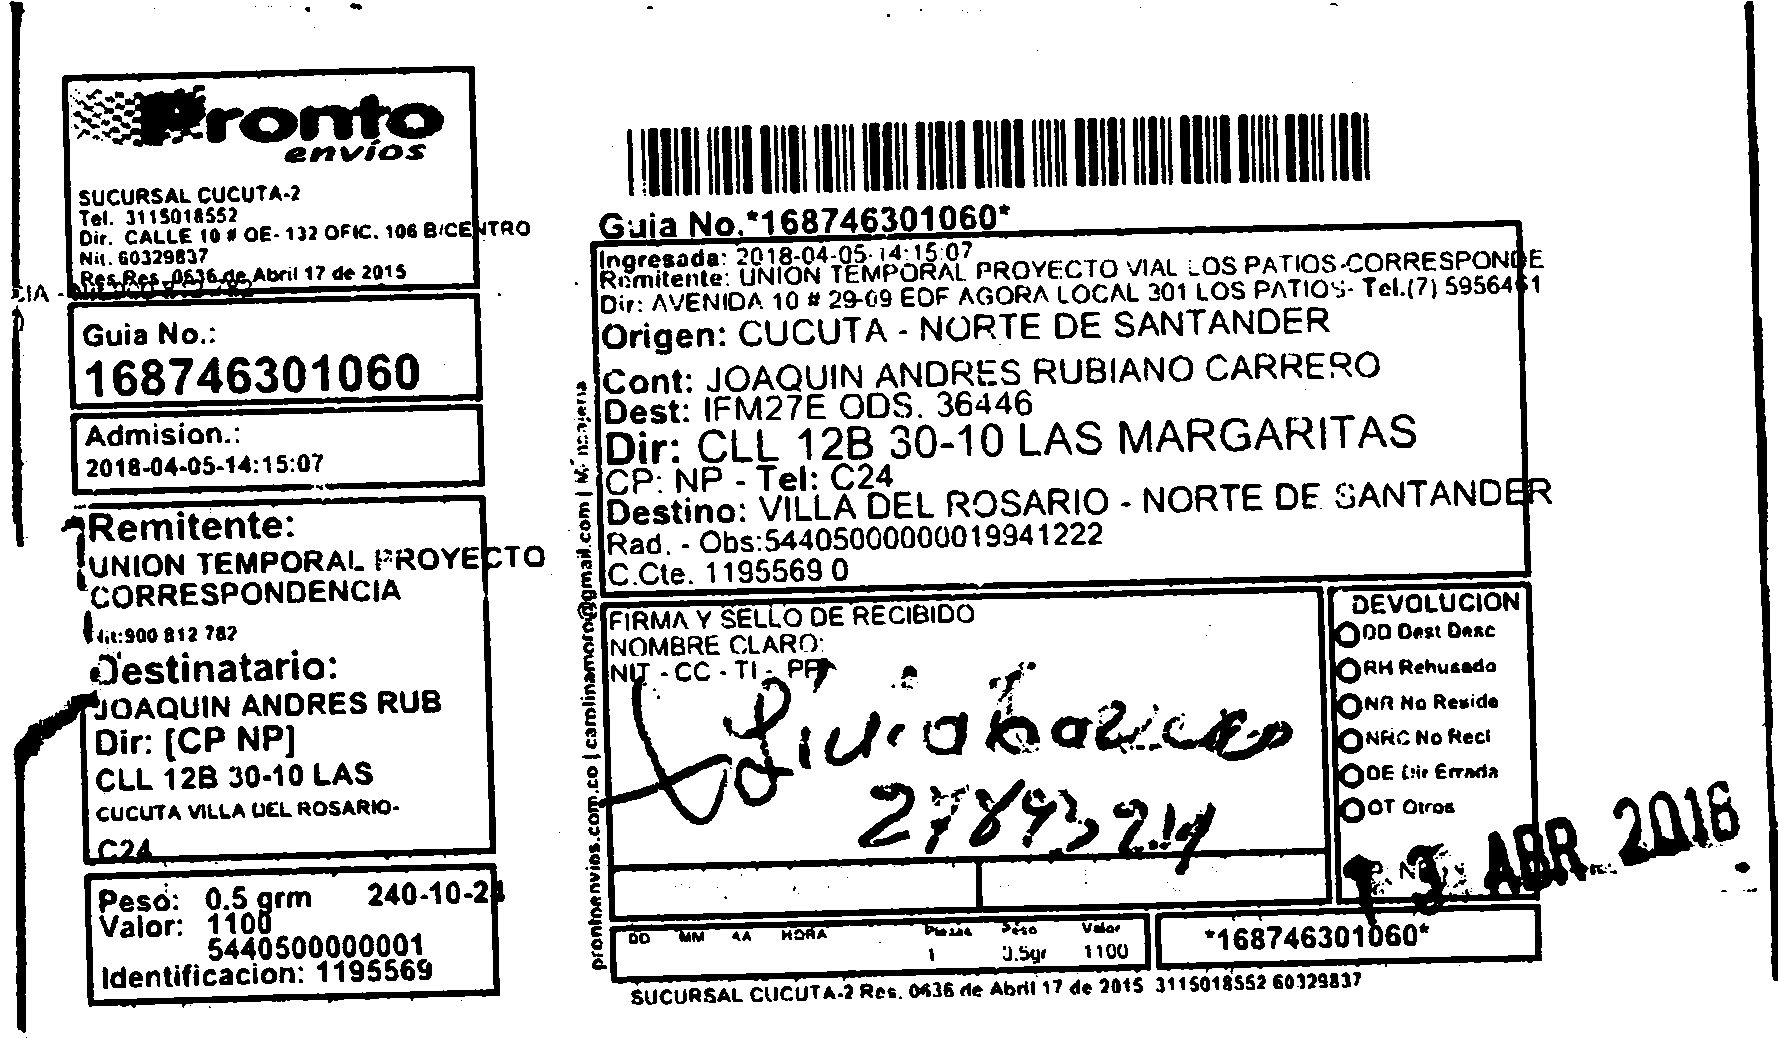 Pronto
envíos
SUCURSAL CUCUTA-2
Tel. 3115018552
Dir. CALLE 10 # OE- 132 OFIC. 106 B/CENTRO
Nit. 60329837
Res.Res. 0636 de Abril 17 de 2015
CIA -
Guia No.:
168746301060
Admision.:
2018-04-05-14:15:07
Remitente:
UNION TEMPORAL PROYECTO
CORRESPONDENCIA
Nit:900 812 782
Destinatario:
JOAQUIN ANDRES RUB
Dir: [CP NP]
CLL 12B 30-10 LAS
CUCUTA VILLA DEL ROSARIO-
C24
Peso: 0.5 grm 240-10-24
Valor: 1100
5440500000001
Identificacion: 1195569
Guia No.*168746301060*
Ingresada: 2018-04-05-14:15:07
Remitente: UNION TEMPORAL PROYECTO VIAL LOS PATIOS-CORRESPONDE
Dir: AVENIDA 10 # 29-09 EDF AGORA LOCAL 301 LOS PATIOS- Tel.(7) 5956461
Origen: CUCUTA - NORTE DE SANTANDER
Cont: JOAQUIN ANDRES RUBIANO CARRERO
Dest: IFM27E ODS. 36446
Dir: CLL 12B 30-10 LAS MARGARITAS
CP: NP - Tel: C24
Destino: VILLA DEL ROSARIO - NORTE DE SANTANDER
Rad. - Obs:54405000000019941222
C.Cte. 1195569 0
FIRMA Y SELLO DE RECIBIDO
NOMBRE CLARO:
NIT - CC - TI - PP
DEVOLUCION
DD Dest Desc
RH Rehusado
NR No Reside
NRC No Recl
DE Dir Errada
OT Otros
ABR. 2018
DD MM AA HORA Piezas Peso Valor
1 0.5gr 1100
*168746301060*
SUCURSAL CUCUTA-2 Res. 0636 de Abril 17 de 2015 3115018552 60329837
prontoenvios.com.co | carolinamoro@gmail.com | Mensajeria